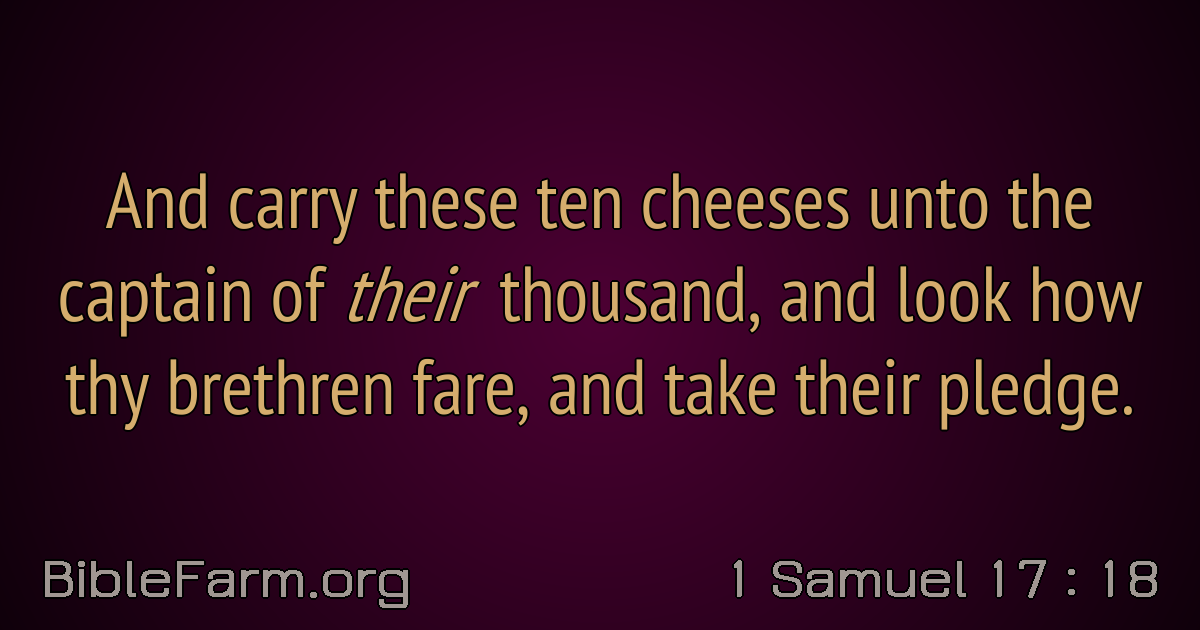 And carry these ten cheeses unto the
captain of their thousand, and look how
thy brethren fare, and take their pledge.
BibleFarm.org
1 Samuel 17 : 18